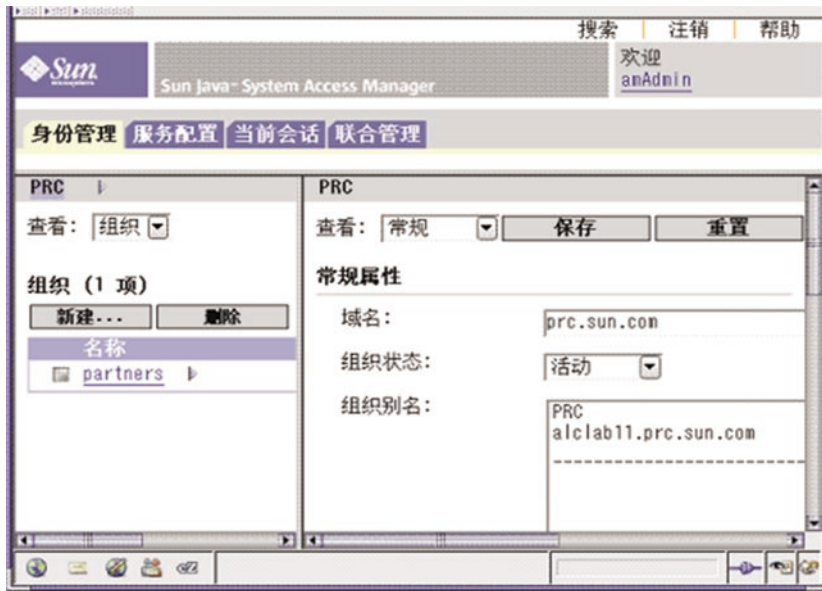 搜索 | 注销 | 帮助
Sun
Sun Java™ System Access Manager
欢迎
amAdmin
身份管理 服务配置 当前会话 联合管理
PRC
查看: 组织
组织 (1 项)
新建... 删除
名称
partners
PRC
查看: 常规 保存 重置
常规属性
域名: prc.sun.com
组织状态: 活动
组织别名: PRC
alclab11.prc.sun.com
--------------------------